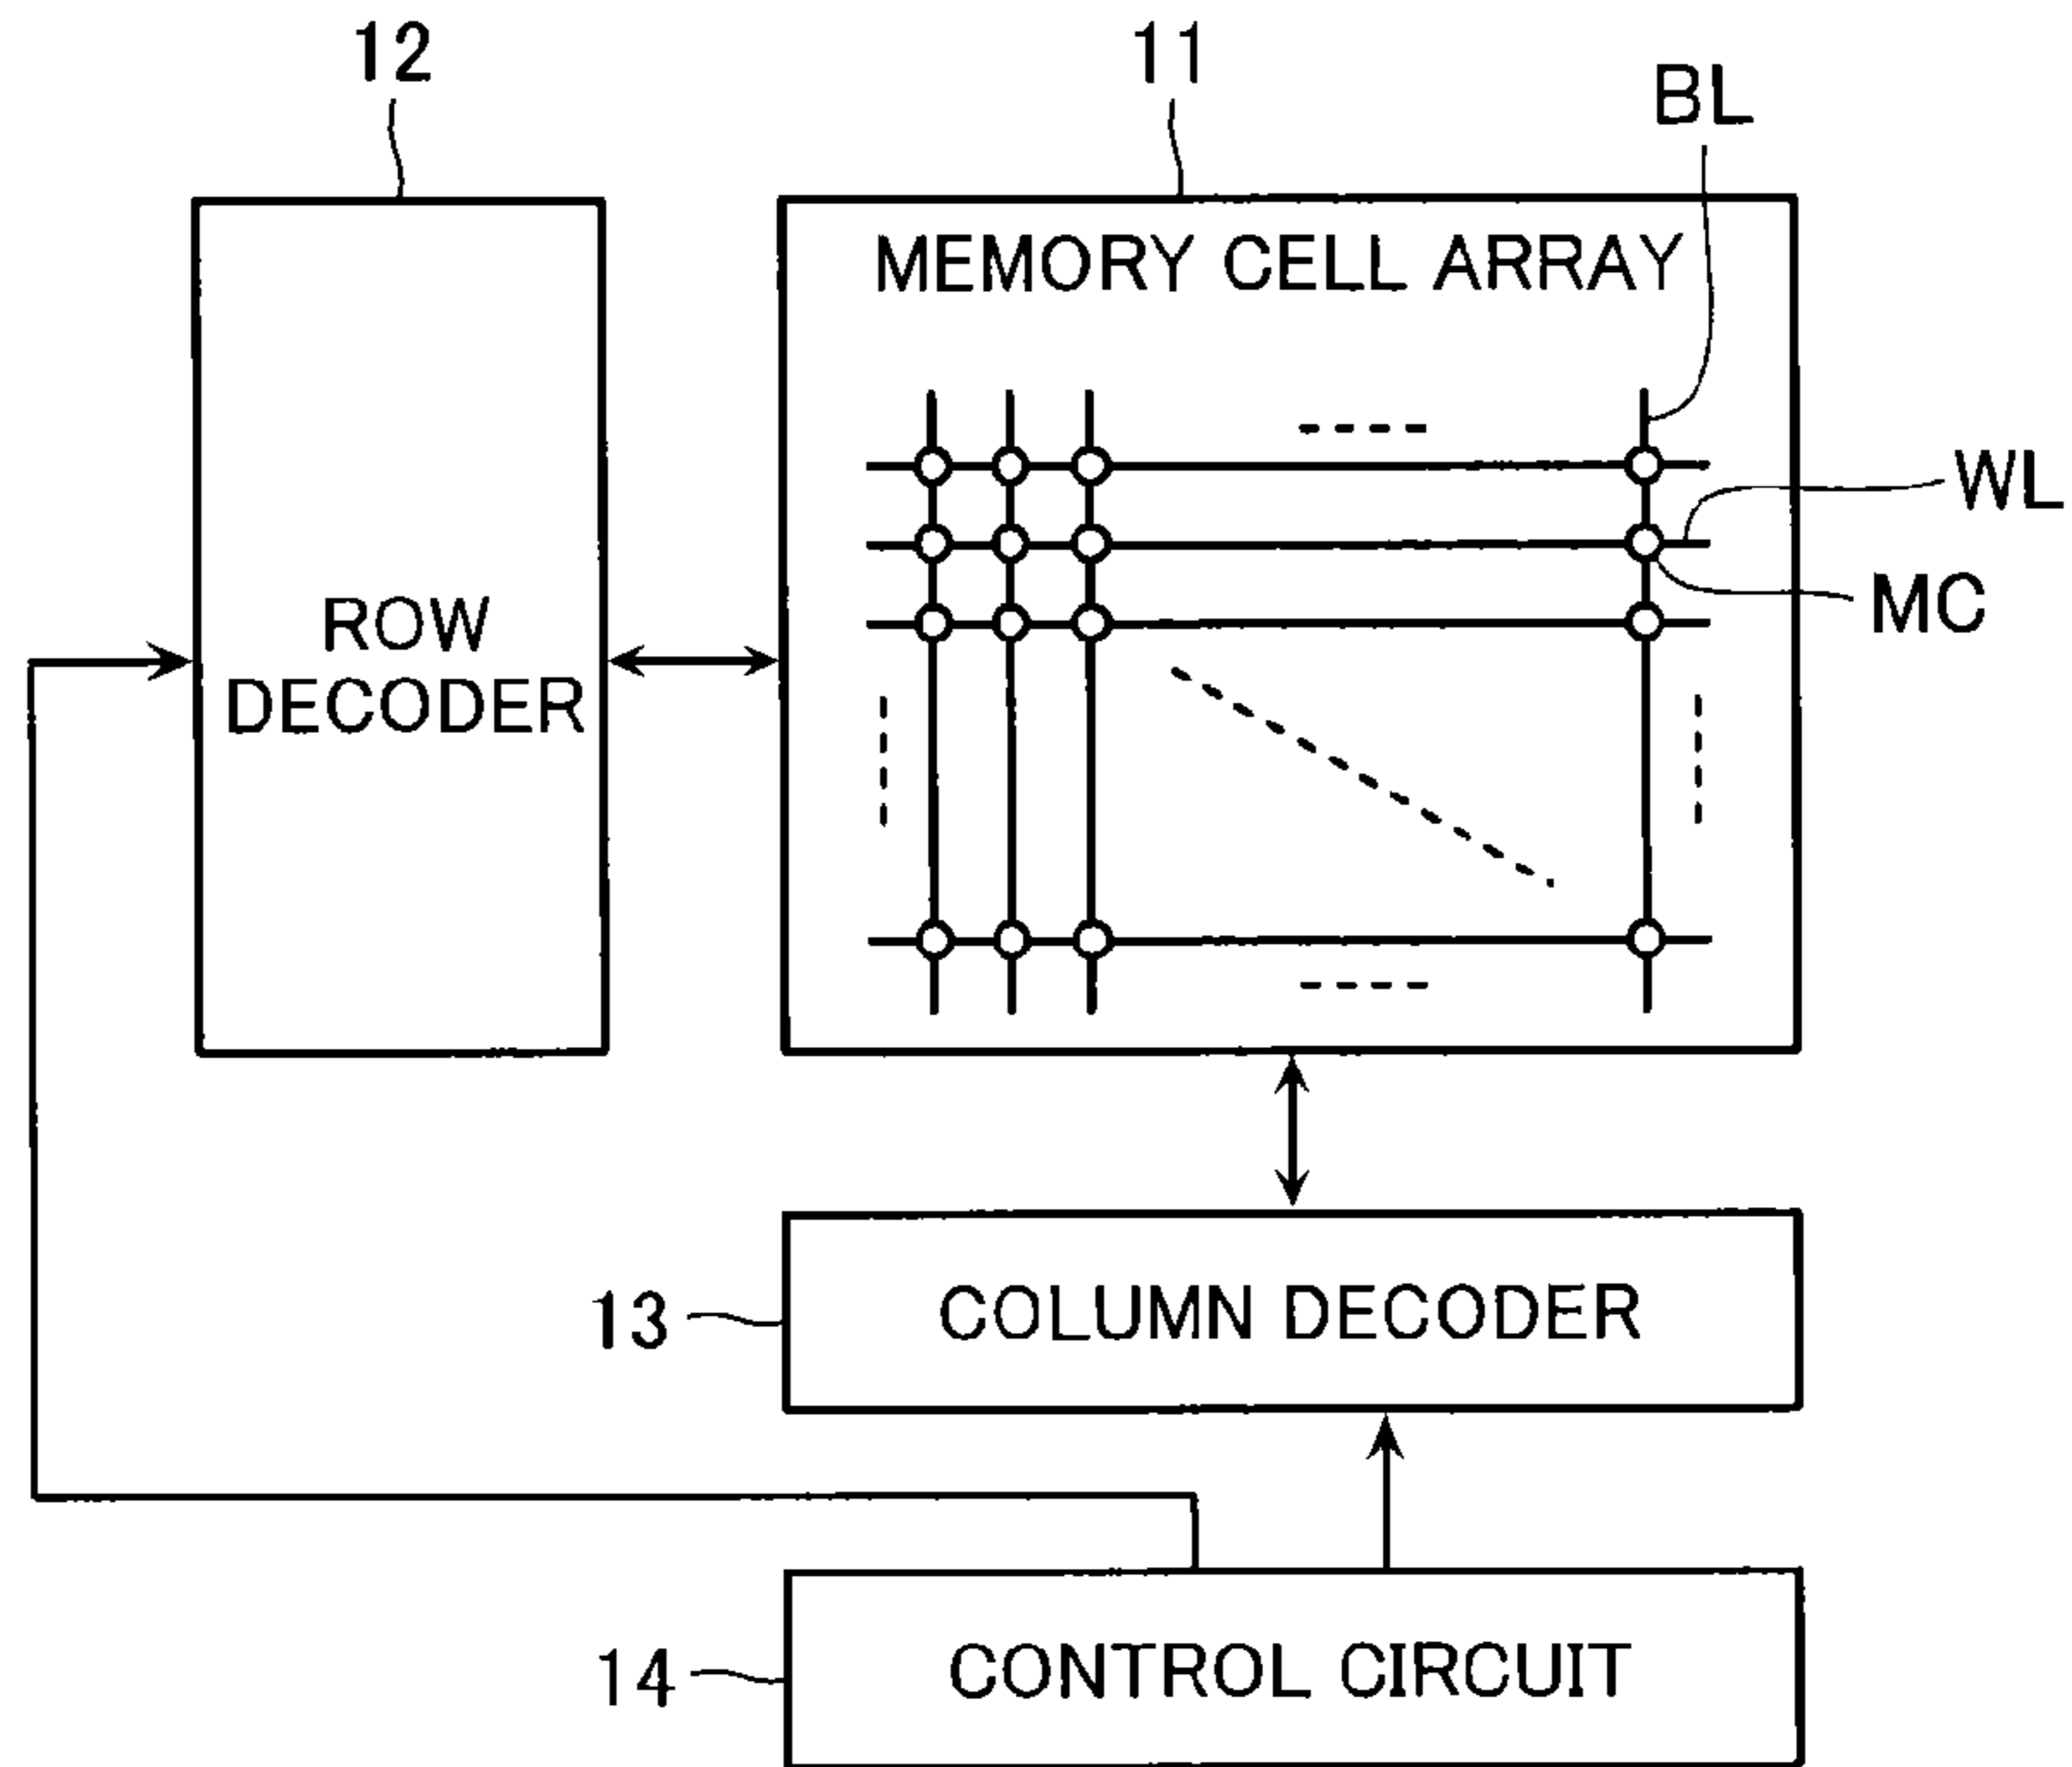 12
11
BL
MEMORY CELL ARRAY
WL
MC
ROW
DECODER
13
COLUMN DECODER
14
CONTROL CIRCUIT